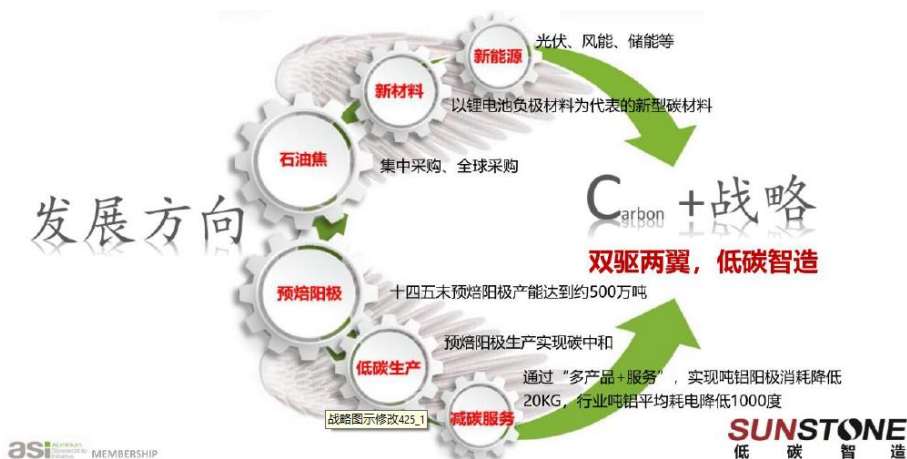 新能源
光伏、风能、储能等
新材料
以锂电池负极材料为代表的新型碳材料
石油焦
集中采购、全球采购
发展方向
Carbon +战略
双驱两翼，低碳智造
预焙阳极
十四五末预焙阳极产能达到约500万吨
预焙阳极生产实现碳中和
低碳生产
通过“多产品+服务”，实现吨铝阳极消耗降低
20KG，行业吨铝平均耗电降低1000度
战略图示修改425_1
减碳服务
SUNSTONE
低碳智造
asi Aluminium
Stewardship
Initiative MEMBERSHIP